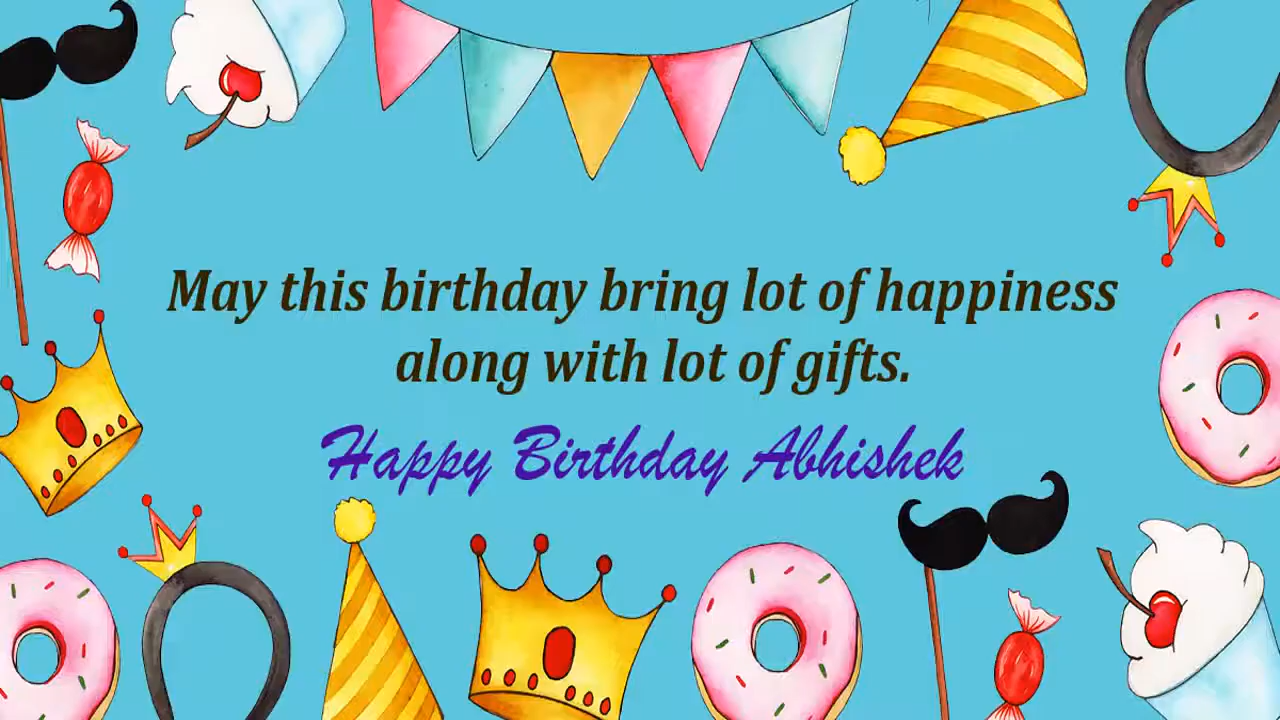 May this birthday bring lot of happiness
along with lot of gifts.
Happy Birthday Abhishek